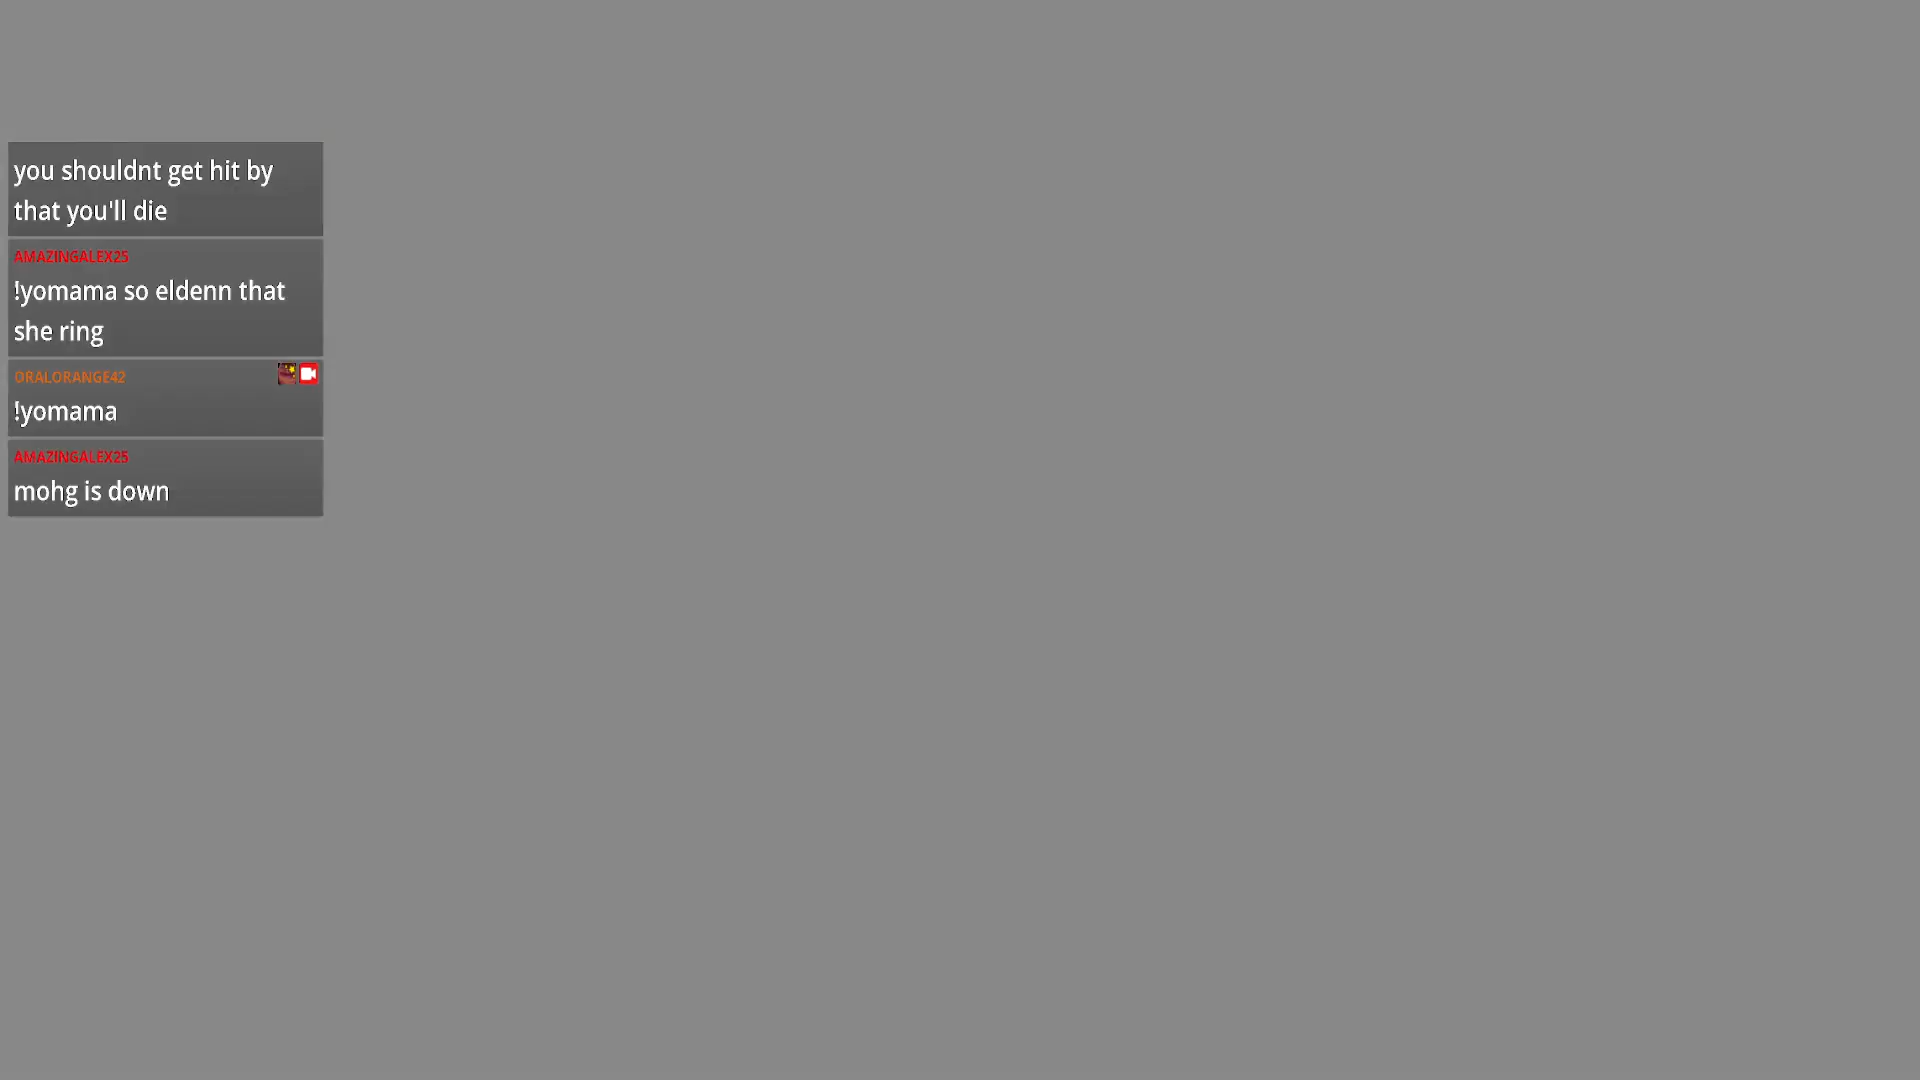 you shouldnt get hit by
that you'll die
AMAZINGALEX25
!yomama so eldenn that
she ring
ORALORANGE42
!yomama
AMAZINGALEX25
mohg is down